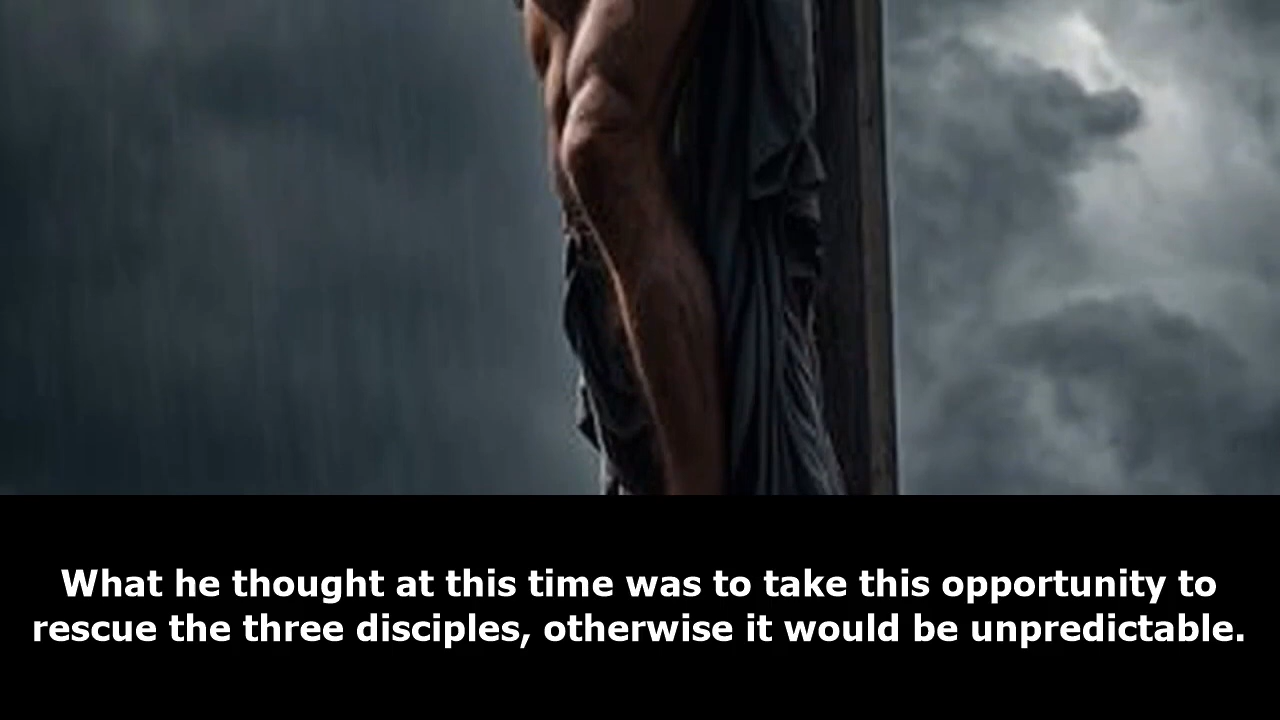 What he thought at this time was to take this opportunity to
rescue the three disciples, otherwise it would be unpredictable.